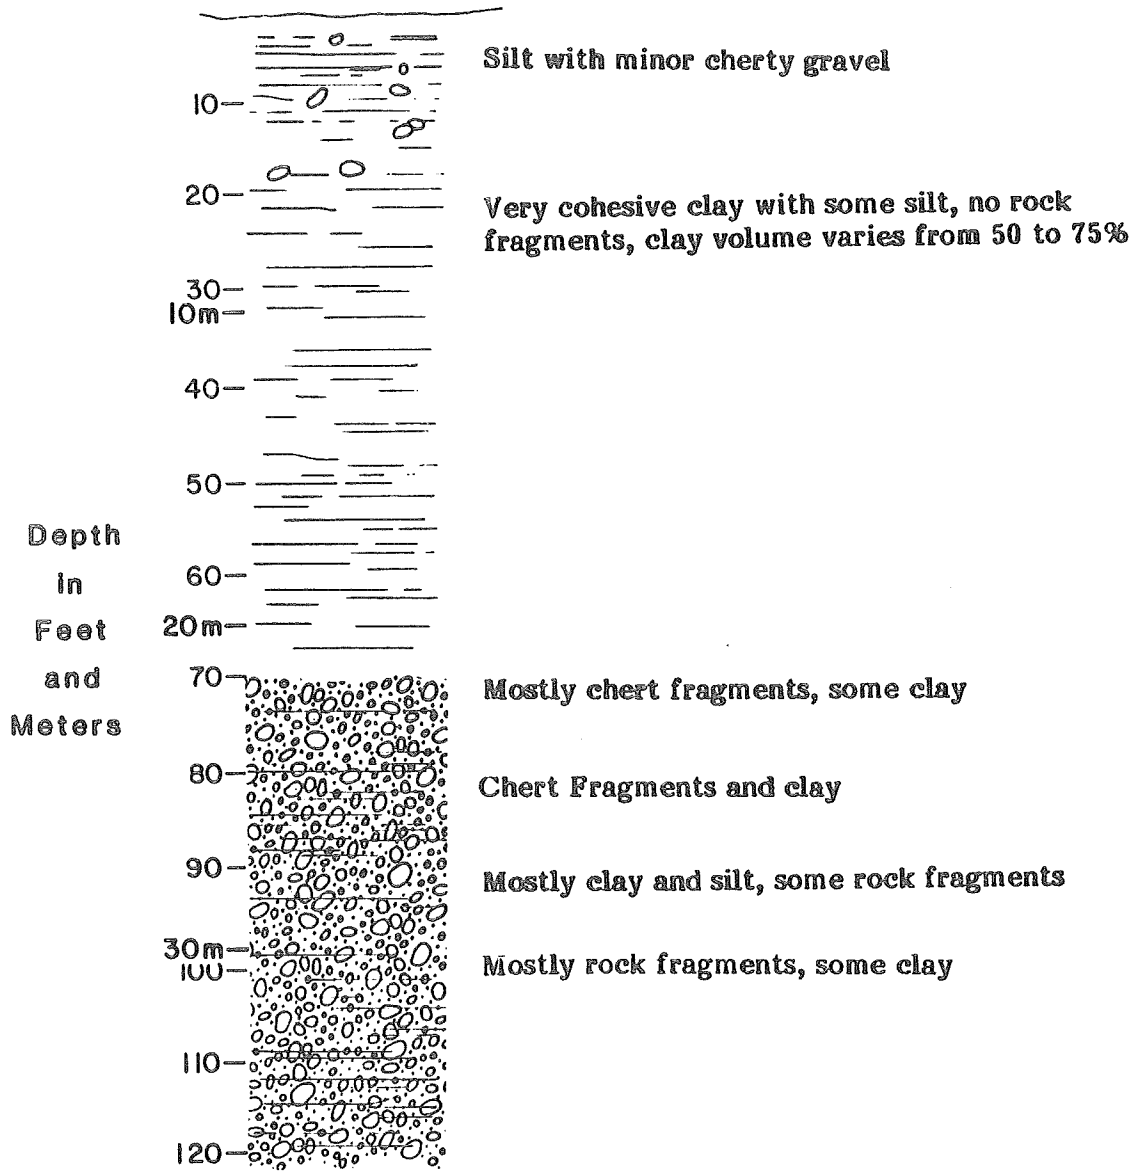 Silt with minor cherty gravel
10
20
Very cohesive clay with some silt, no rock
fragments, clay volume varies from 50 to 75%
30
10m
40
50
Depth
in
Feet
and
Meters
60
20m
70
Mostly chert fragments, some clay
80
Chert Fragments and clay
90
Mostly clay and silt, some rock fragments
30m
100
Mostly rock fragments, some clay
110
120